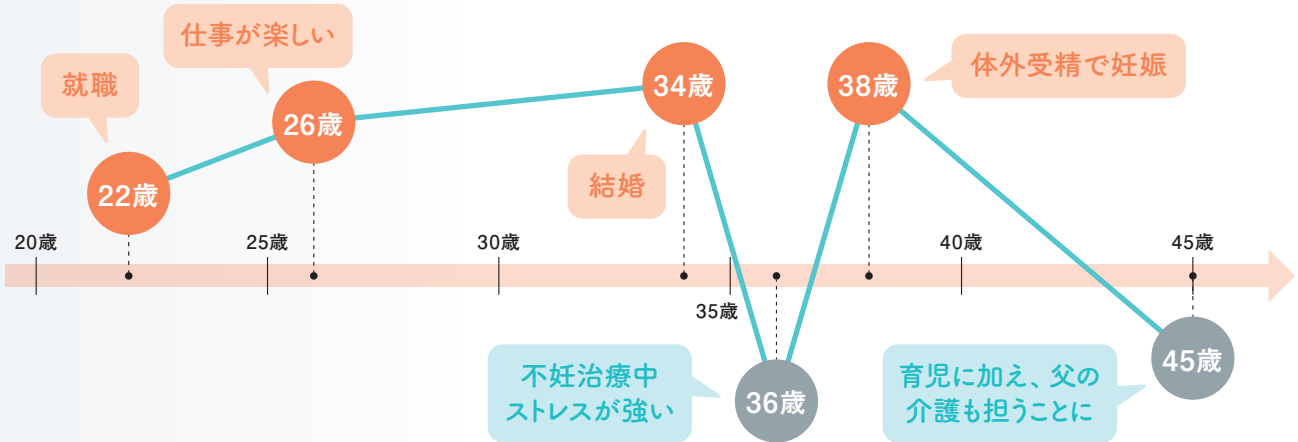 仕事が楽しい
就職
体外受精で妊娠
34歳
38歳
26歳
結婚
22歳
20歳
25歳
30歳
40歳
45歳
35歳
不妊治療中
ストレスが強い
36歳
育児に加え、父の
介護も担うことに
45歳